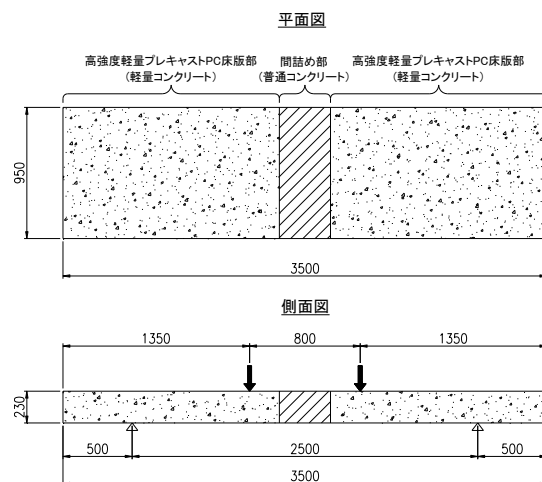 平面図
高強度軽量プレキャストPC床版部
(軽量コンクリート)
間詰め部
(普通コンクリート)
高強度軽量プレキャストPC床版部
(軽量コンクリート)
950
3500
側面図
1350
800
1350
230
500
2500
500
3500